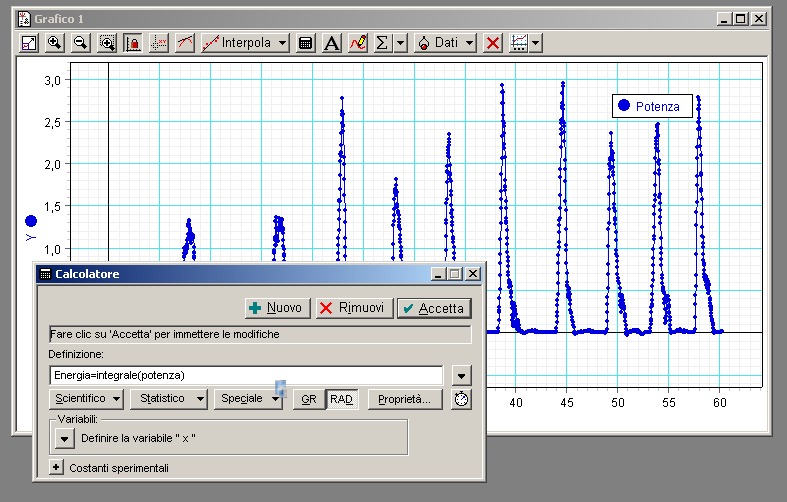 Grafico 1
Interpola A Σ Dati
3,0
2,5
2,0
1,5
1,0
Y
Potenza
40 45 50 55 60
Calcolatore
Nuovo Rimuovi Accetta
Fare clic su 'Accetta' per immettere le modifiche
Definizione:
Energia=integrale(potenza)
Scientifico Statistico Speciale GR RAD Proprietà...
Variabili:
Definire la variabile " x "
Costanti sperimentali